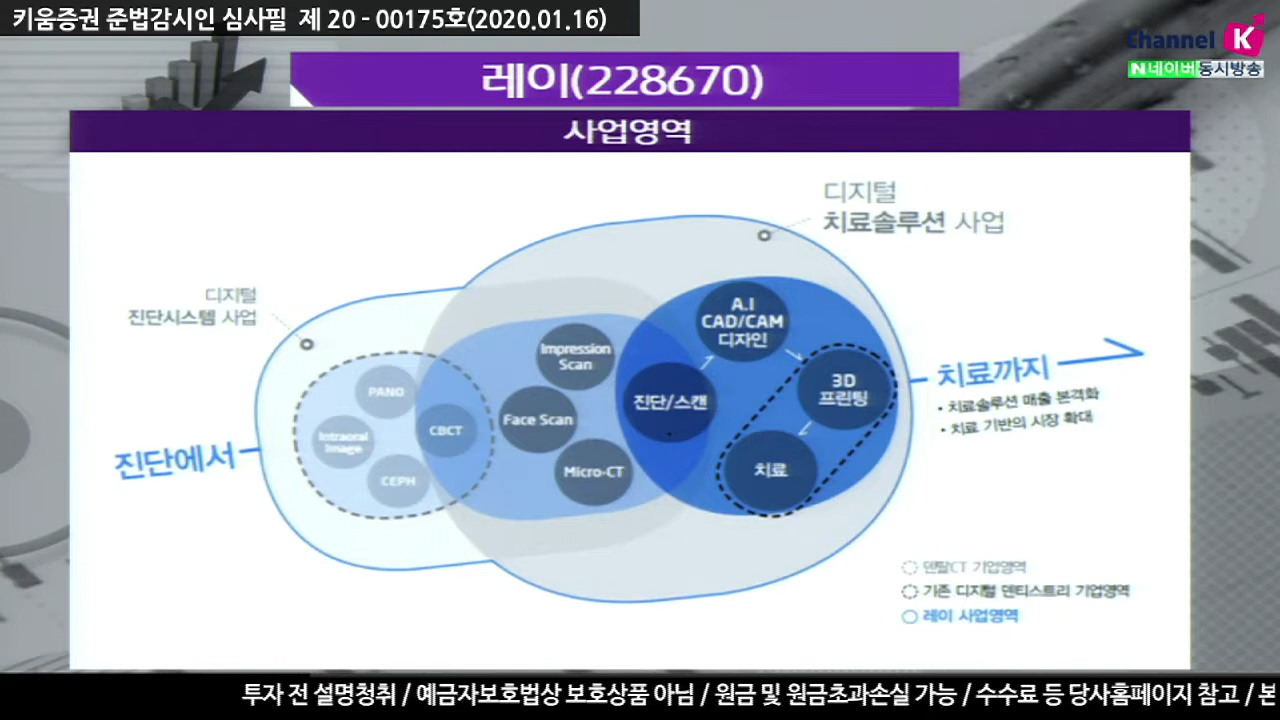 키움증권 준법감시인 심사필 제 20 - 00175호(2020.01.16)
Channel K
N 네이버 동시방송
레이(228670)
사업영역
디지털
치료솔루션 사업
디지털
진단시스템 사업
A.I
CAD/CAM
디자인
Impression
Scan
PANO
3D
프린팅
치료까지
• 치료솔루션 매출 본격화
• 치료 기반의 시장 확대
진단/스캔
Face Scan
CBCT
Intraoral
Image
진단에서
Micro-CT
치료
CEPH
덴탈CT 기업영역
기존 디지털 덴티스트리 기업영역
레이 사업영역
투자 전 설명청취 / 예금자보호법상 보호상품 아님 / 원금 및 원금초과손실 가능 / 수수료 등 당사홈페이지 참고 / 본